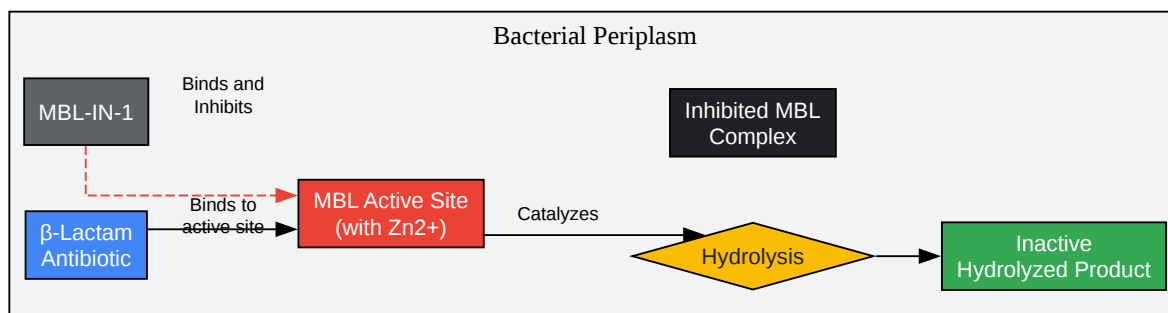 Bacterial Periplasm
MBL-IN-1
Binds and
Inhibits
Inhibited MBL
Complex
β-Lactam
Antibiotic
Binds to
active site
MBL Active Site
(with Zn2+)
Catalyzes
Hydrolysis
Inactive
Hydrolyzed Product